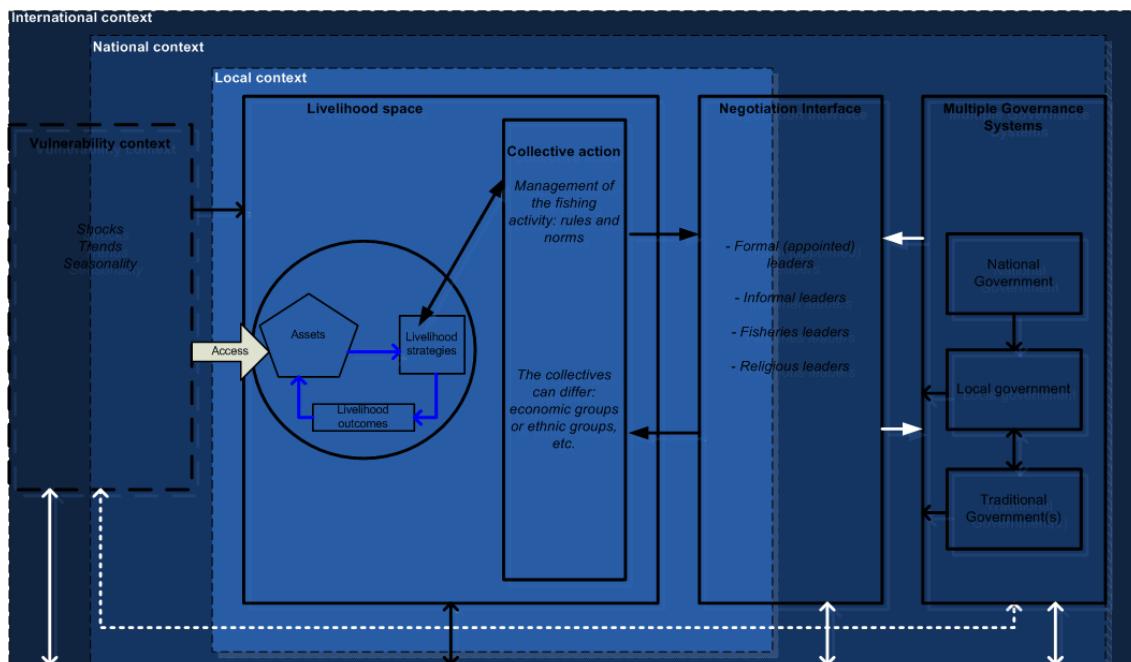 International context
National context
Local context
Livelihood space
Negotiation Interface
Multiple Governance
Systems
Vulnerability context
Shocks
Trends
Seasonality
Collective action
Management of
the fishing
activity: rules and
norms
- Formal (appointed)
leaders
- Informal leaders
- Fisheries leaders
- Religious leaders
National
Government
Access
Assets
Livelihood
strategies
Livelihood
outcomes
The collectives
can differ:
economic groups
or ethnic groups,
etc.
Local government
Traditional
Government(s)